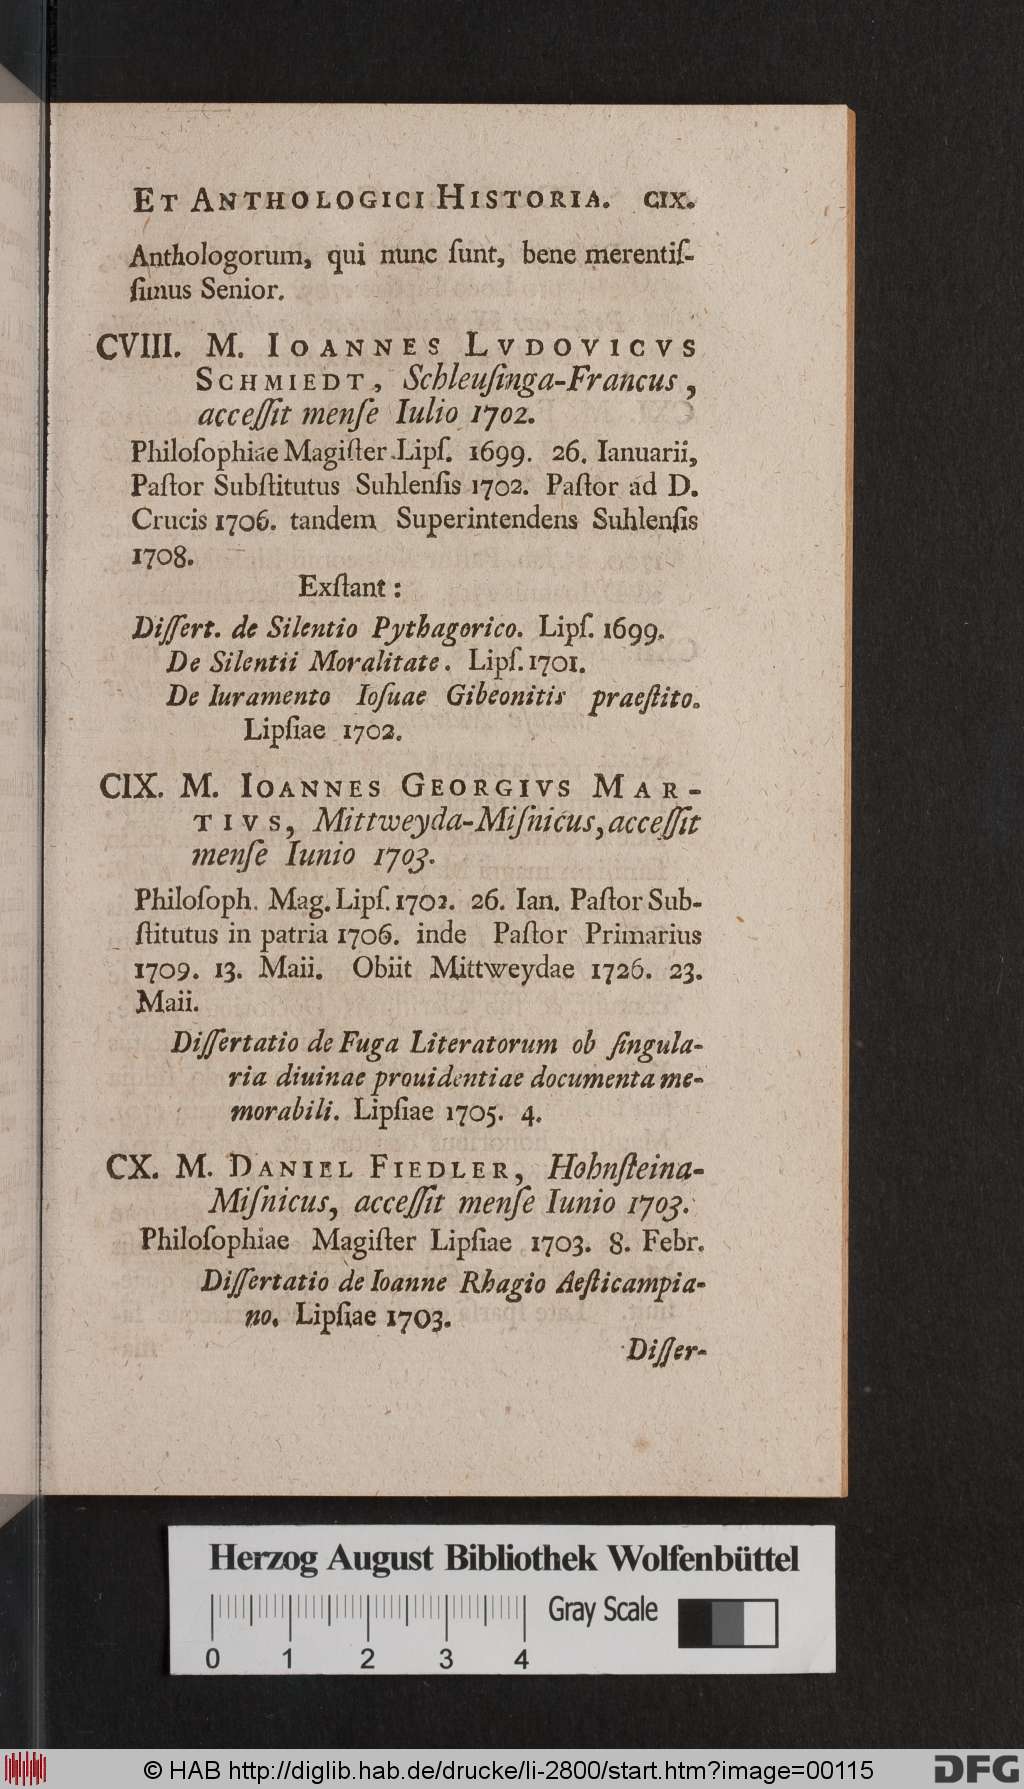 ET ANTHOLOGICI HISTORIA. CIX.
Anthologorum, qui nunc ſunt, bene merentiſ-
ſimus Senior.
CVIII. M. IOANNES LVDOVICVS
SCHMIEDT, Schleuſinga-Francus,
acceſſit menſe Iulio 1702.
Philoſophiae Magiſter Lipſ. 1699. 26. Ianuarii,
Paſtor Subſtitutus Suhlenſis 1702. Paſtor ad D.
Crucis 1706. tandem Superintendens Suhlenſis
1708.
Exſtant:
Diſſert. de Silentio Pythagorico. Lipſ. 1699.
De Silentii Moralitate. Lipſ. 1701.
De Iuramento Ioſuae Gibeonitis praeſtito.
Lipſiae 1702.
CIX. M. IOANNES GEORGIVS MAR-
TIVS, Mittweyda-Miſnicus, acceſſit
menſe Iunio 1703.
Philoſoph. Mag. Lipſ. 1702. 26. Ian. Paſtor Sub-
ſtitutus in patria 1706. inde Paſtor Primarius
1709. 13. Maii. Obiit Mittweydae 1726. 23.
Maii.
Diſſertatio de Fuga Literatorum ob ſingula-
ria diuinae prouidentiae documenta me-
morabili. Lipſiae 1705. 4.
CX. M. DANIEL FIEDLER, Hohnſteina-
Miſnicus, acceſſit menſe Iunio 1703.
Philoſophiae Magiſter Lipſiae 1703. 8. Febr.
Diſſertatio de Ioanne Rhagio Aeſticampia-
no. Lipſiae 1703.
Diſſer-
Herzog August Bibliothek Wolfenbüttel
Gray Scale
0 1 2 3 4
© HAB http://diglib.hab.de/drucke/li-2800/start.htm?image=00115
DFG